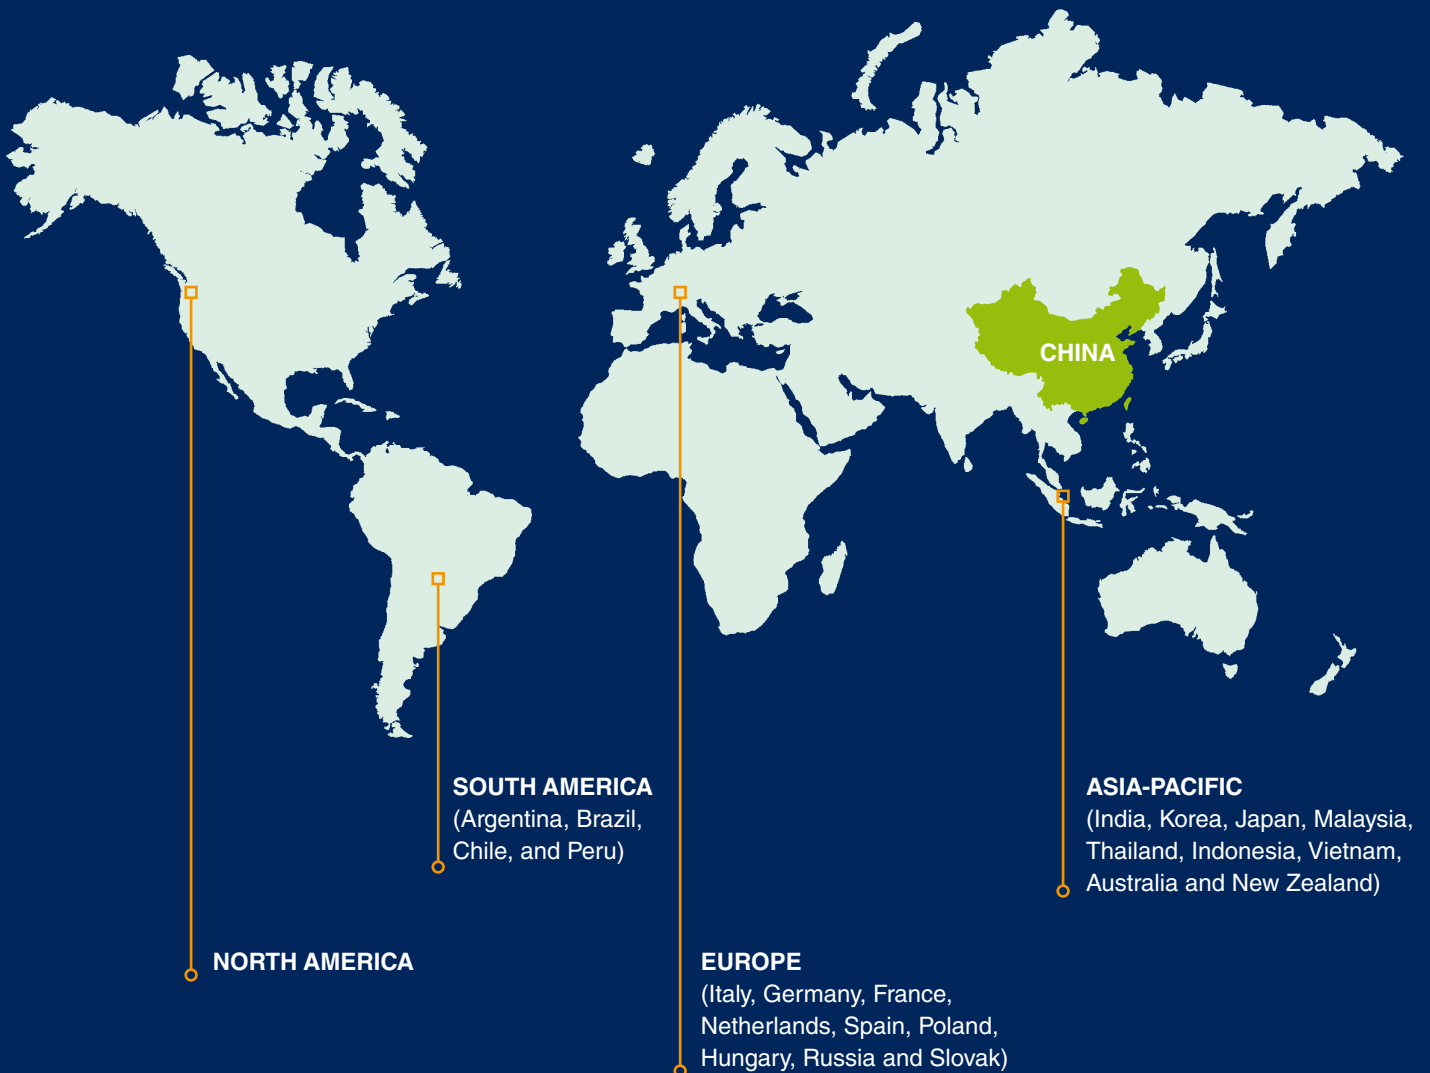 CHINA
SOUTH AMERICA
(Argentina, Brazil,
Chile, and Peru)
ASIA-PACIFIC
(India, Korea, Japan, Malaysia,
Thailand, Indonesia, Vietnam,
Australia and New Zealand)
NORTH AMERICA
EUROPE
(Italy, Germany, France,
Netherlands, Spain, Poland,
Hungary, Russia and Slovak)